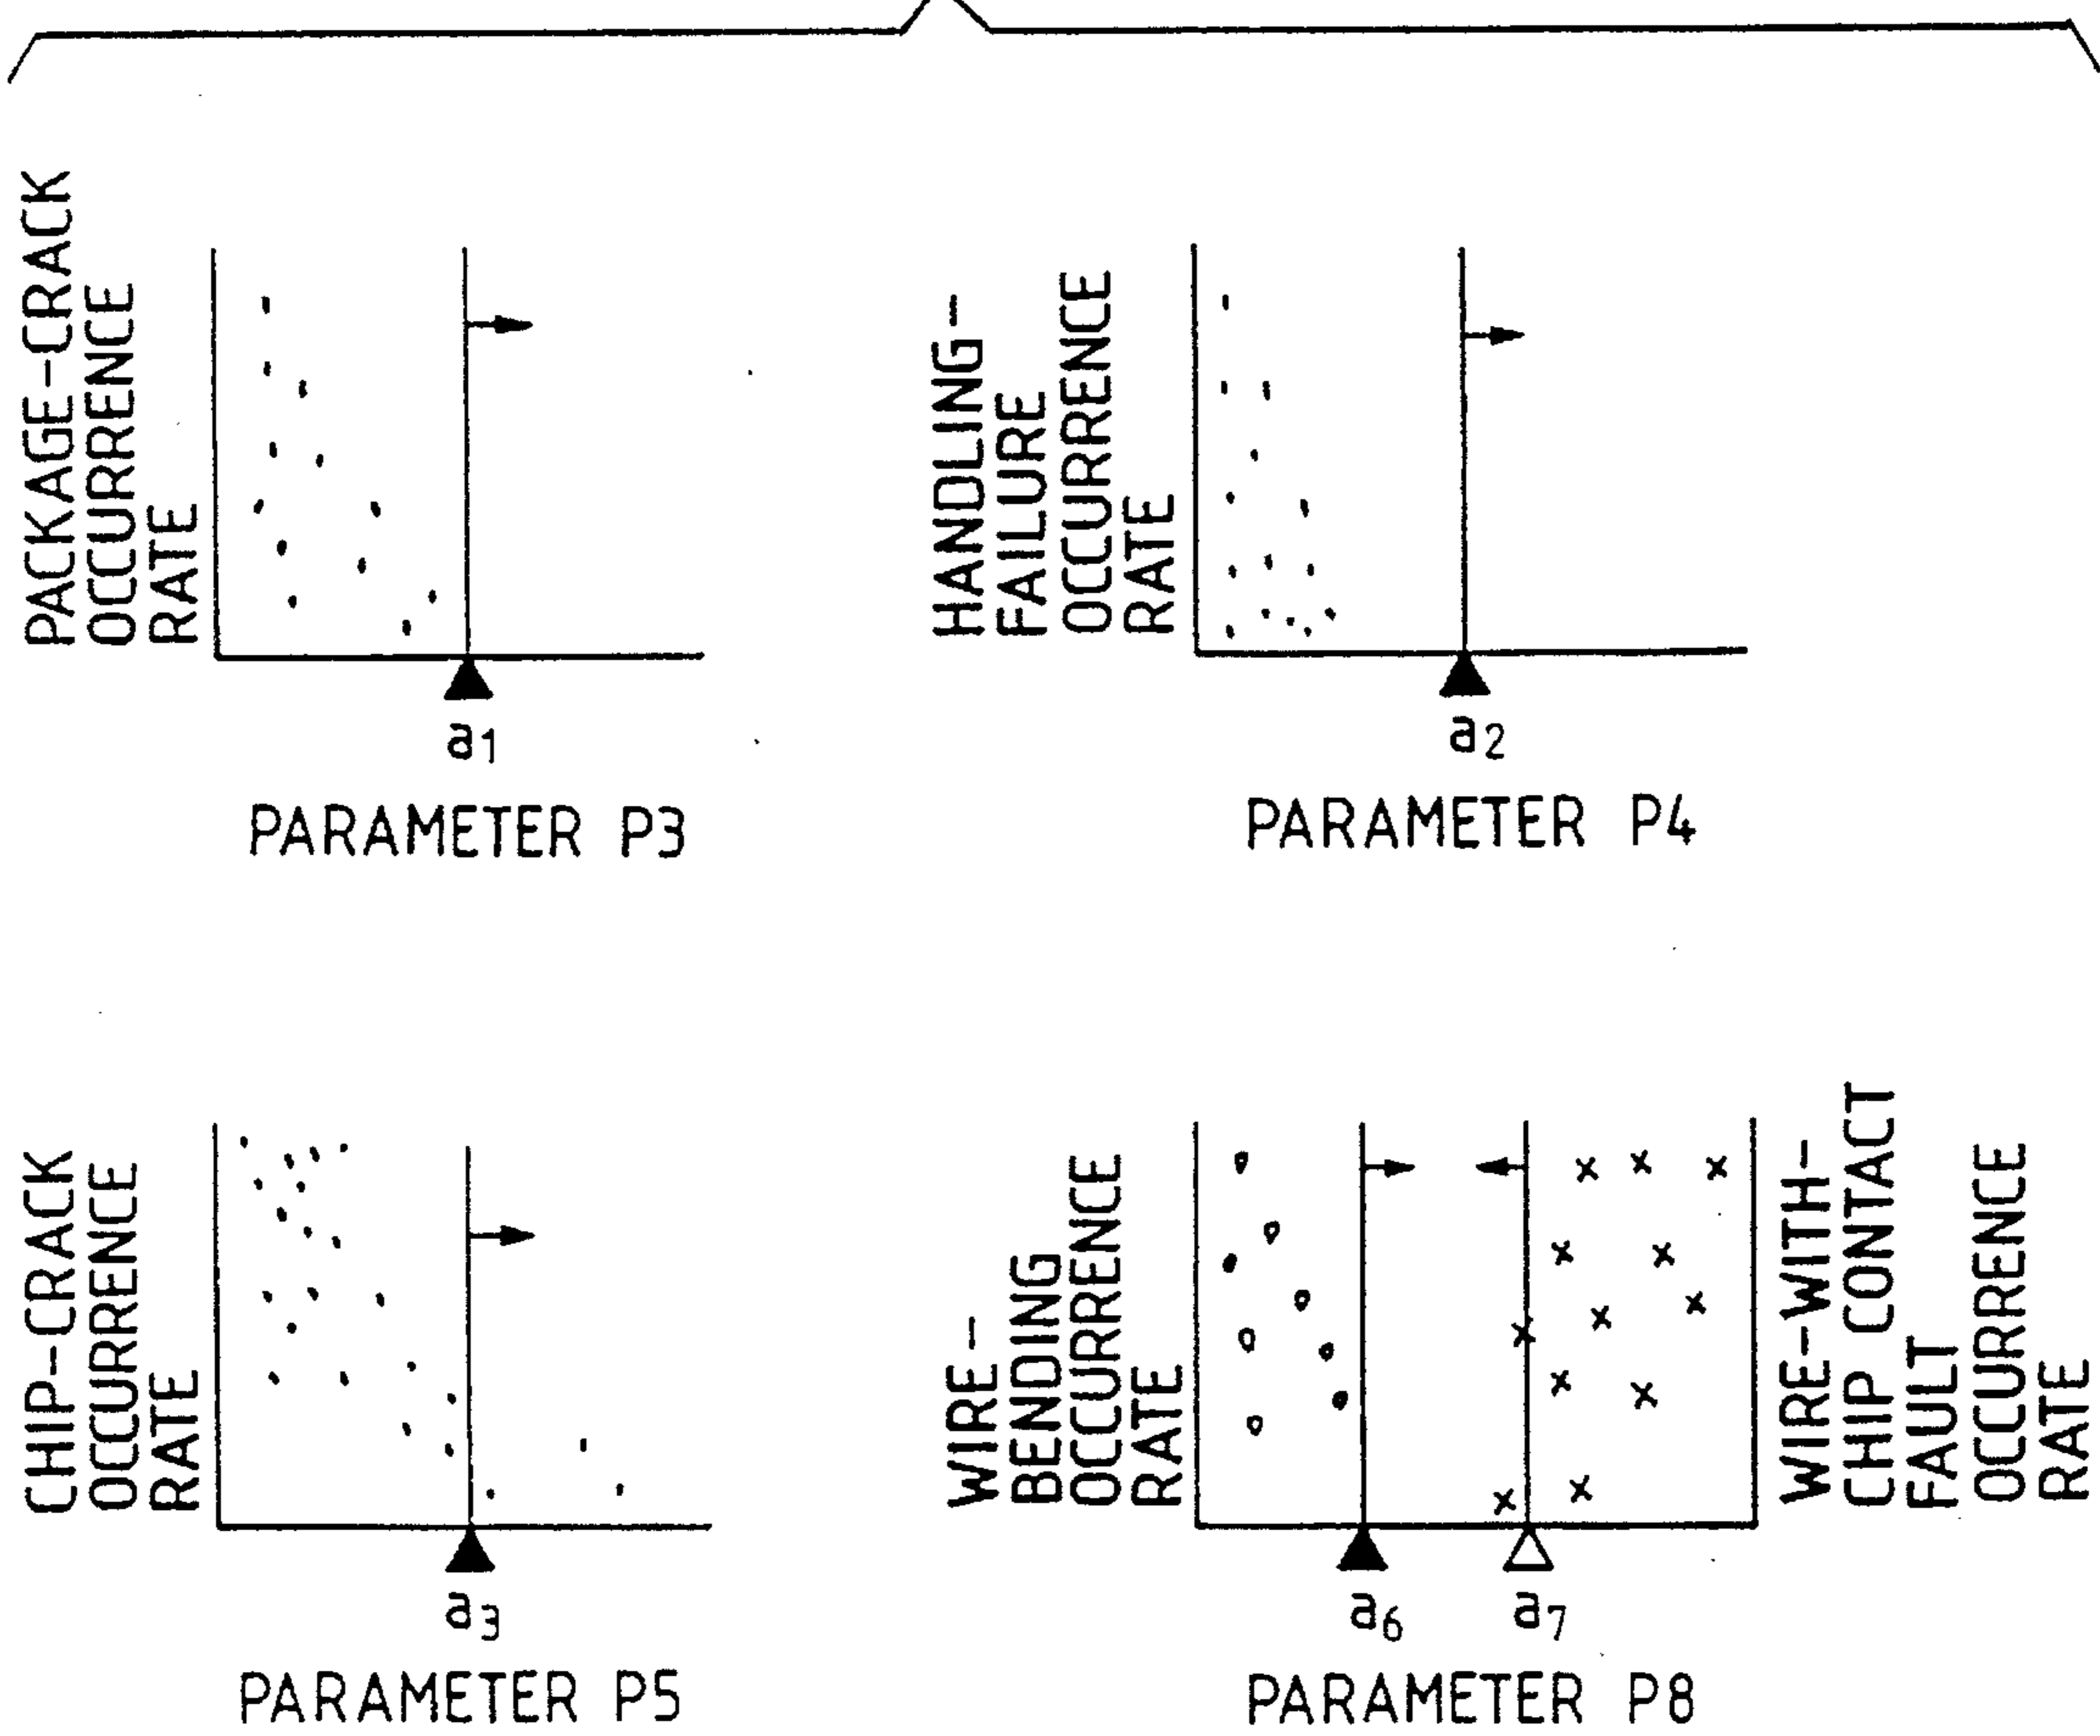 PACKAGE-CRACK
OCCURRENCE
RATE
a1
PARAMETER P3
HANDLING-
FAILURE
OCCURRENCE
RATE
a2
PARAMETER P4
CHIP-CRACK
OCCURRENCE
RATE
a3
PARAMETER P5
WIRE-
BENDING
OCCURRENCE
RATE
a6
a7
PARAMETER P8
WIRE-WITH-
CHIP CONTACT
FAULT
OCCURRENCE
RATE